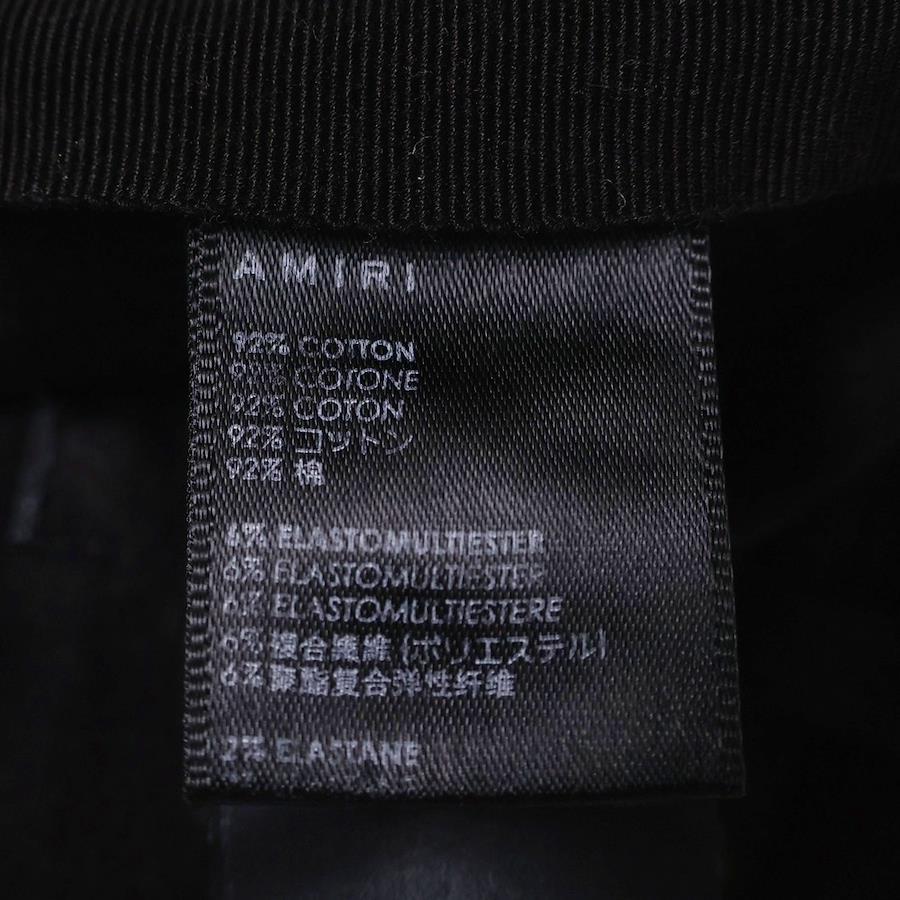 AMIRI
92% COTTON
92% COTONE
92% COTON
92% コットン
92% 棉
6% ELASTOMULTIESTER
6% ELASTOMULTIESTER
6% ELASTOMULTIESTERE
6% 複合繊維 (ポリエステル)
6% 聚酯复合弹性纤维
2% ELASTANE